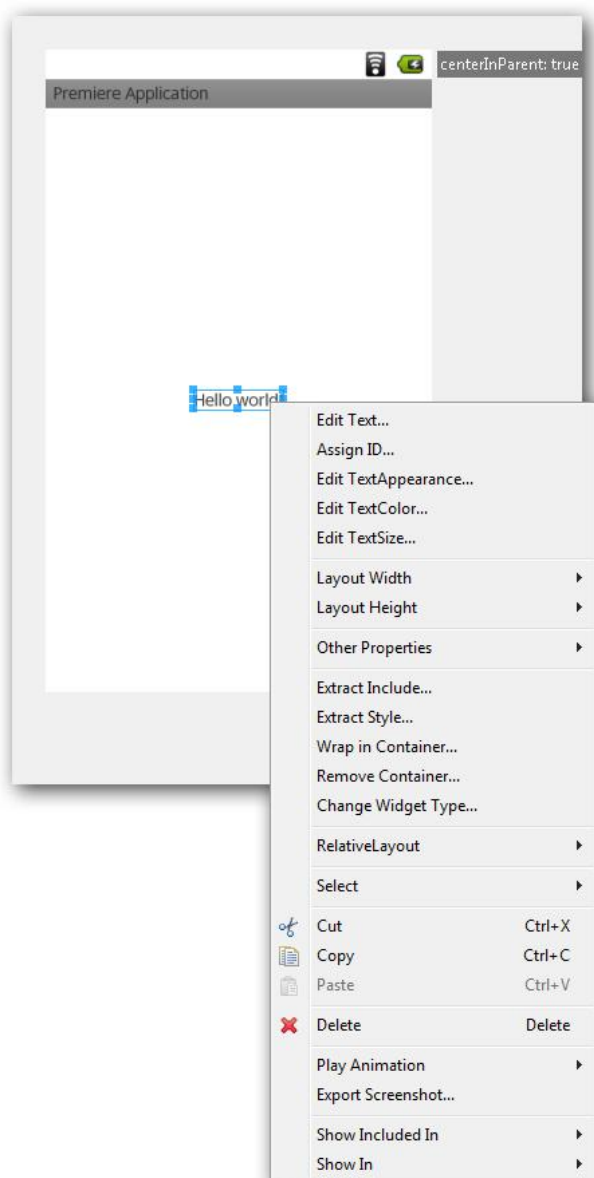 centerInParent: true
Premiere Application
Hello world
Edit Text...
Assign ID...
Edit TextAppearance...
Edit TextColor...
Edit TextSize...
Layout Width
Layout Height
Other Properties
Extract Include...
Extract Style...
Wrap in Container...
Remove Container...
Change Widget Type...
RelativeLayout
Select
Cut Ctrl+X
Copy Ctrl+C
Paste Ctrl+V
Delete Delete
Play Animation
Export Screenshot...
Show Included In
Show In